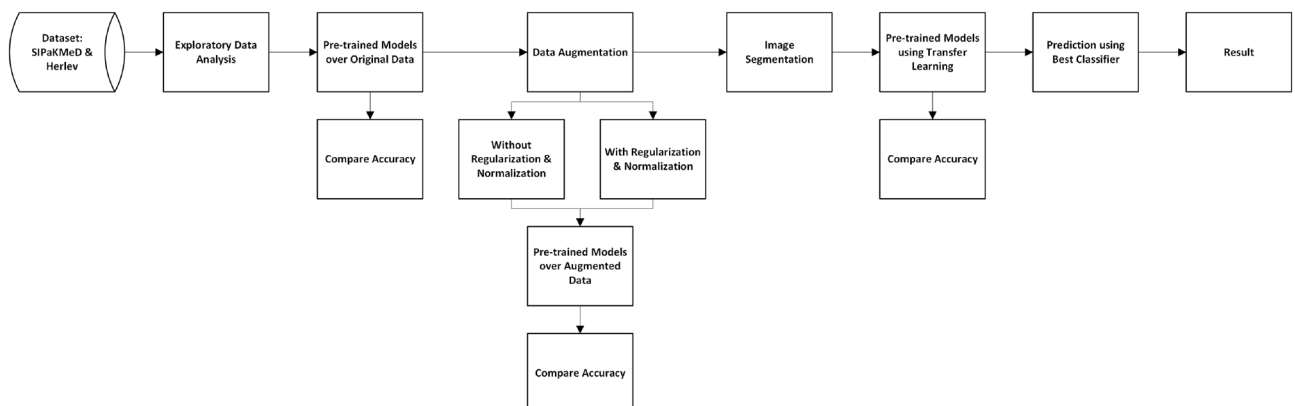 Dataset:
SIPaKMeD &
Herlev
Exploratory Data
Analysis
Pre-trained Models
over Original Data
Data Augmentation
Image
Segmentation
Pre-trained Models
using Transfer
Learning
Prediction using
Best Classifier
Result
Compare Accuracy
Without
Regularization &
Normalization
With Regularization
& Normalization
Compare Accuracy
Pre-trained Models
over Augmented
Data
Compare Accuracy